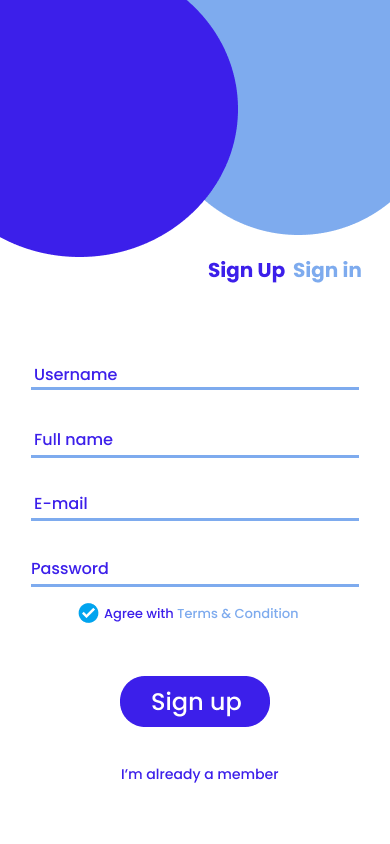 Sign Up Sign in
Username
Full name
E-mail
Password
Agree with Terms & Condition
Sign up
I’m already a member